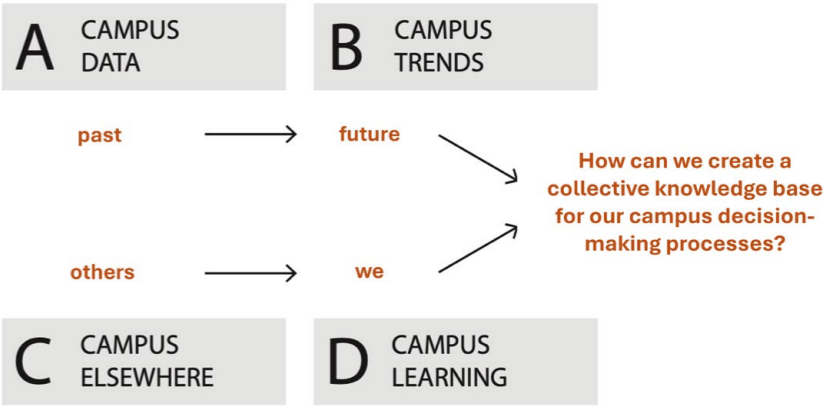 A CAMPUS
DATA
B CAMPUS
TRENDS
past
future
How can we create a
collective knowledge base
for our campus decision-
making processes?
others
we
C CAMPUS
ELSEWHERE
D CAMPUS
LEARNING